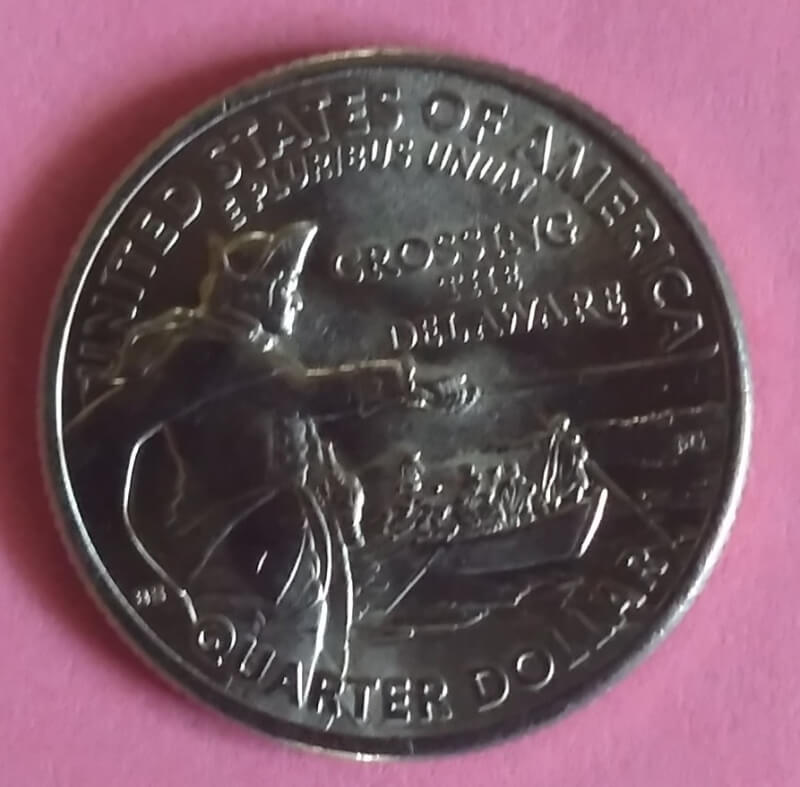 UNITED STATES OF AMERICA
E PLURIBUS UNUM
CROSSING
THE
DELAWARE
QUARTER DOLLAR